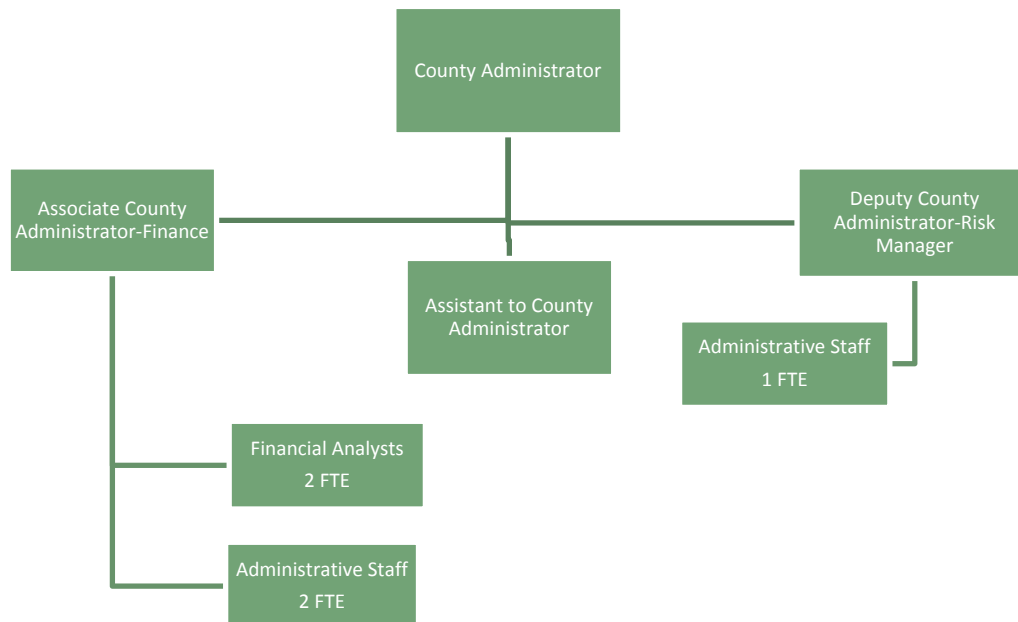 County Administrator
Associate County
Administrator-Finance
Deputy County
Administrator-Risk
Manager
Assistant to County
Administrator
Administrative Staff
1 FTE
Financial Analysts
2 FTE
Administrative Staff
2 FTE